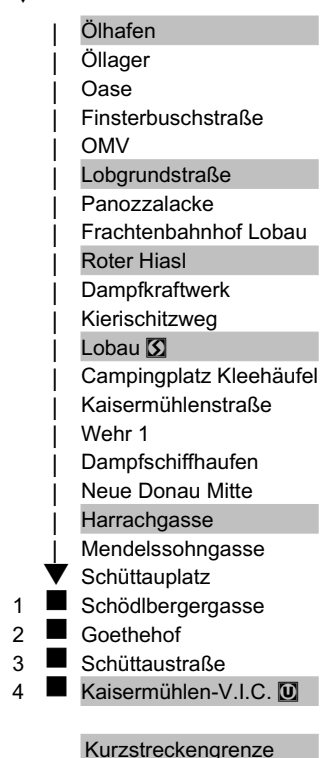 Ölhafen
Öllager
Oase
Finsterbuschstraße
OMV
Lobgrundstraße
Panozzalacke
Frachtenbahnhof Lobau
Roter Hiasl
Dampfkraftwerk
Kierischitzweg
Lobau S
Campingplatz Kleehäufel
Kaisermühlenstraße
Wehr 1
Dampfschiffhaufen
Neue Donau Mitte
Harrachgasse
Mendelssohngasse
Schüttauplatz
1 Schödlbergergasse
2 Goethehof
3 Schüttaustraße
4 Kaisermühlen-V.I.C. U
Kurzstreckengrenze